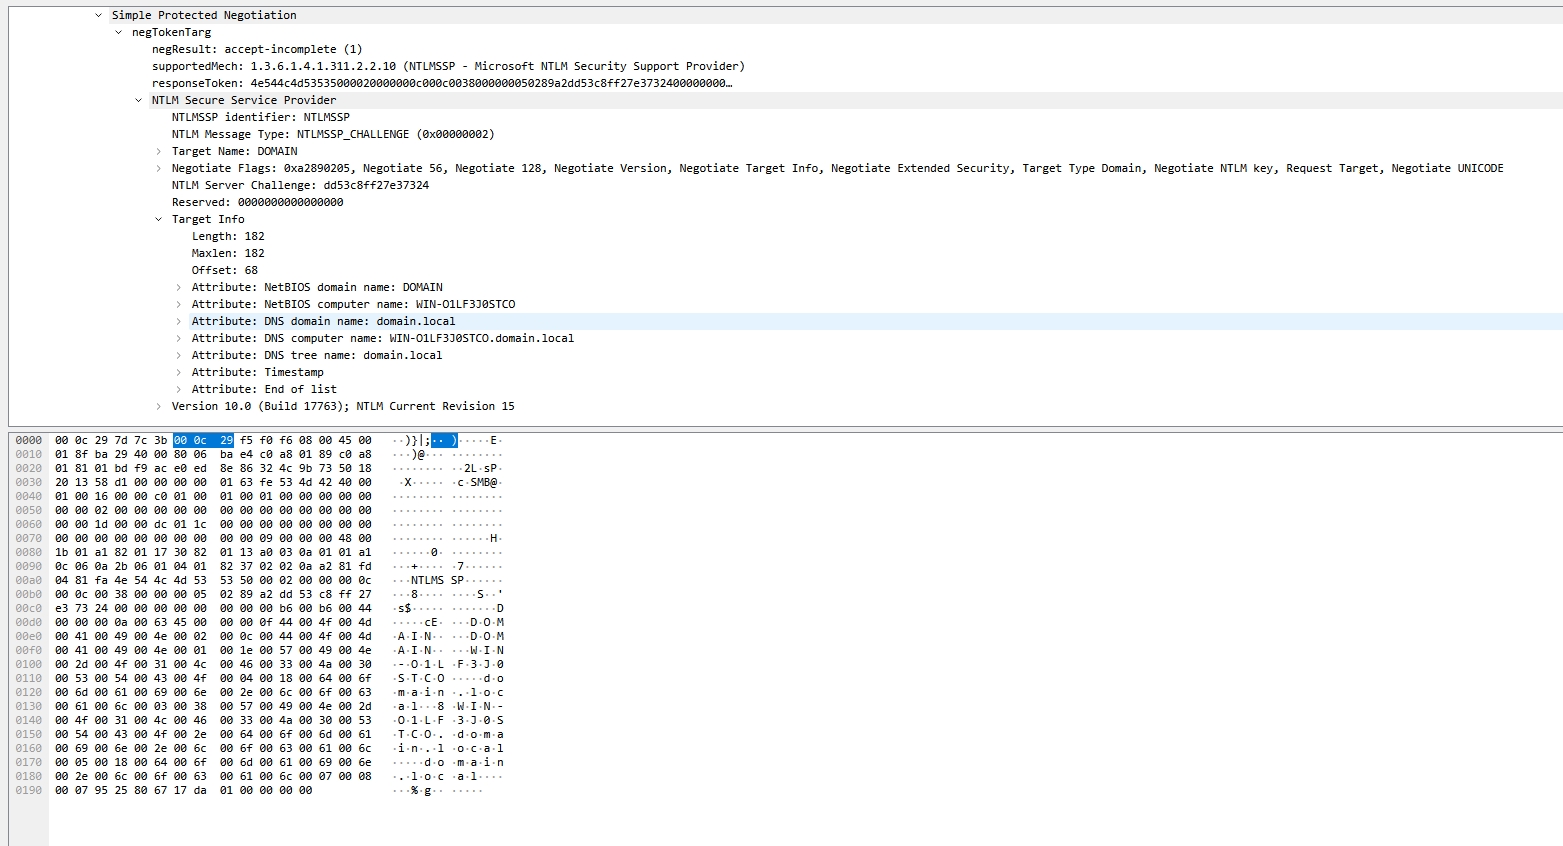 Simple Protected Negotiation
negTokenTarg
negResult: accept-incomplete (1)
supportedMech: 1.3.6.1.4.1.311.2.2.10 (NTLMSSP - Microsoft NTLM Security Support Provider)
responseToken: 4e544c4d53535000020000000c000c0038000000050289a2dd53c8ff27e3732400000000…
NTLM Secure Service Provider
NTLMSSP identifier: NTLMSSP
NTLM Message Type: NTLMSSP_CHALLENGE (0x00000002)
Target Name: DOMAIN
Negotiate Flags: 0xa2890205, Negotiate 56, Negotiate 128, Negotiate Version, Negotiate Target Info, Negotiate Extended Security, Target Type Domain, Negotiate NTLM key, Request Target, Negotiate UNICODE
NTLM Server Challenge: dd53c8ff27e37324
Reserved: 0000000000000000
Target Info
Length: 182
Maxlen: 182
Offset: 68
Attribute: NetBIOS domain name: DOMAIN
Attribute: NetBIOS computer name: WIN-O1LF3J0STCO
Attribute: DNS domain name: domain.local
Attribute: DNS computer name: WIN-O1LF3J0STCO.domain.local
Attribute: DNS tree name: domain.local
Attribute: Timestamp
Attribute: End of list
Version 10.0 (Build 17763); NTLM Current Revision 15
0000 00 0c 29 7d 7c 3b 00 0c 29 f5 f0 f6 08 00 45 00 ··)}|;·· )·····E·
0010 01 8f ba 29 40 00 80 06 ba e4 c0 a8 01 89 c0 a8 ···)@··· ········
0020 01 81 01 bd f9 ac e0 ed 8e 86 32 4c 9b 73 50 18 ········ ··2L·sP·
0030 20 13 58 d1 00 00 00 00 01 63 fe 53 4d 42 40 00 ·X····· ·c·SMB@·
0040 01 00 16 00 00 c0 01 00 01 00 01 00 00 00 00 00 ········ ········
0050 00 00 02 00 00 00 00 00 00 00 00 00 00 00 00 00 ········ ········
0060 00 00 1d 00 00 dc 01 1c 00 00 00 00 00 00 00 00 ········ ········
0070 00 00 00 00 00 00 00 00 00 00 09 00 00 00 48 00 ········ ······H·
0080 1b 01 a1 82 01 17 30 82 01 13 a0 03 0a 01 01 a1 ······0· ········
0090 0c 06 0a 2b 06 01 04 01 82 37 02 02 0a a2 81 fd ···+···· ·7······
00a0 04 81 fa 4e 54 4c 4d 53 53 50 00 02 00 00 00 0c ···NTLMS SP······
00b0 00 0c 00 38 00 00 00 05 02 89 a2 dd 53 c8 ff 27 ···8···· ····S··'
00c0 e3 73 24 00 00 00 00 00 00 00 00 b6 00 b6 00 44 ·s$····· ·······D
00d0 00 00 00 0a 00 63 45 00 00 00 0f 44 00 4f 00 4d ·····cE· ···D·O·M
00e0 00 41 00 49 00 4e 00 02 00 0c 00 44 00 4f 00 4d ·A·I·N·· ···D·O·M
00f0 00 41 00 49 00 4e 00 01 00 1e 00 57 00 49 00 4e ·A·I·N·· ···W·I·N
0100 00 2d 00 4f 00 31 00 4c 00 46 00 33 00 4a 00 30 ·-·O·1·L ·F·3·J·0
0110 00 53 00 54 00 43 00 4f 00 04 00 18 00 64 00 6f ·S·T·C·O ·····d·o
0120 00 6d 00 61 00 69 00 6e 00 2e 00 6c 00 6f 00 63 ·m·a·i·n ·.·l·o·c
0130 00 61 00 6c 00 03 00 38 00 57 00 49 00 4e 00 2d ·a·l···8 ·W·I·N·-
0140 00 4f 00 31 00 4c 00 46 00 33 00 4a 00 30 00 53 ·O·1·L·F ·3·J·0·S
0150 00 54 00 43 00 4f 00 2e 00 64 00 6f 00 6d 00 61 ·T·C·O·. ·d·o·m·a
0160 00 69 00 6e 00 2e 00 6c 00 6f 00 63 00 61 00 6c ·i·n·.·l ·o·c·a·l
0170 00 05 00 18 00 64 00 6f 00 6d 00 61 00 69 00 6e ·····d·o ·m·a·i·n
0180 00 2e 00 6c 00 6f 00 63 00 61 00 6c 00 07 00 08 ·.·l·o·c ·a·l····
0190 00 07 95 25 80 67 17 da 01 00 00 00 00 ···%·g·· ·····